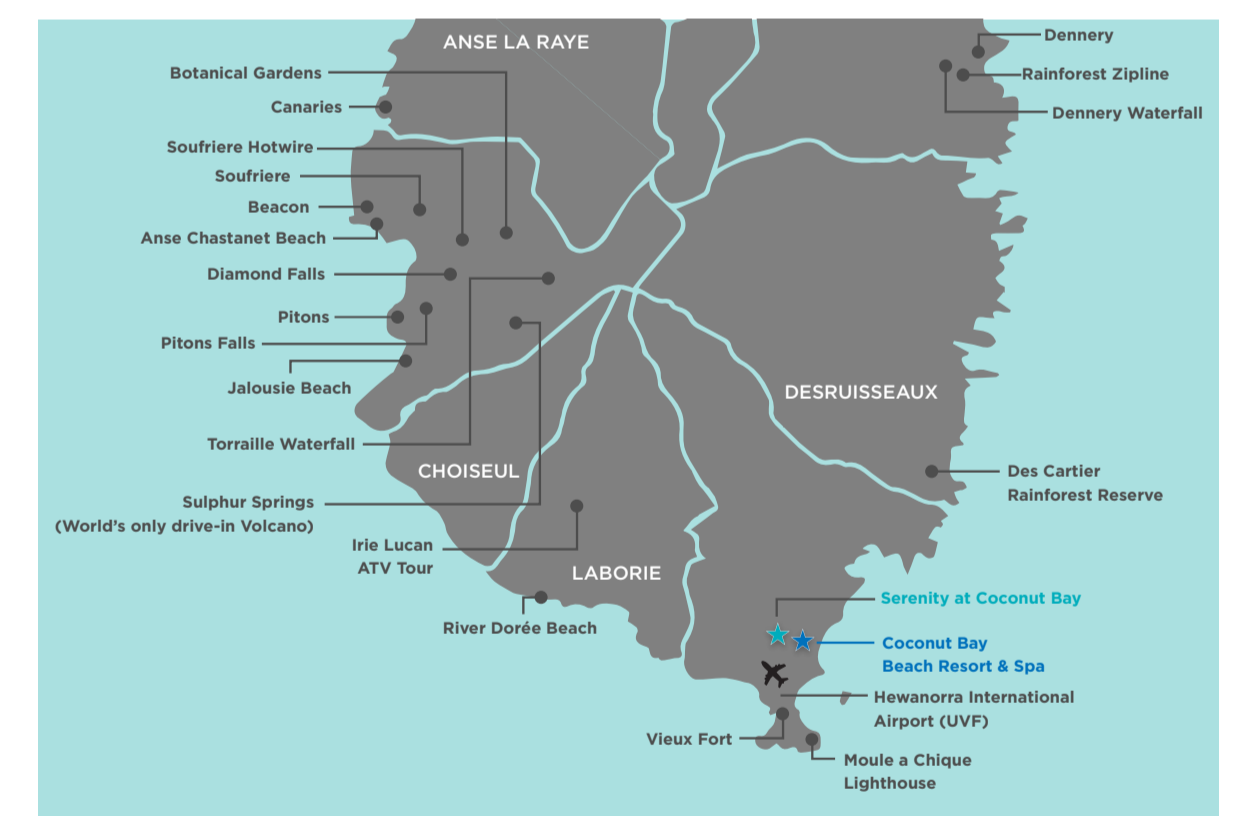 ANSE LA RAYE
Botanical Gardens
Canaries
Soufriere Hotwire
Soufriere
Beacon
Anse Chastanet Beach
Diamond Falls
Pitons
Pitons Falls
Jalousie Beach
Torraille Waterfall
CHOISEUL
Sulphur Springs
(World's only drive-in Volcano)
Irie Lucan
ATV Tour
LABORIE
River Dorée Beach
Dennery
Rainforest Zipline
Dennery Waterfall
DESRUISSEAUX
Des Cartier
Rainforest Reserve
Serenity at Coconut Bay
Coconut Bay
Beach Resort & Spa
Hewanorra International
Airport (UVF)
Vieux Fort
Moule a Chique
Lighthouse